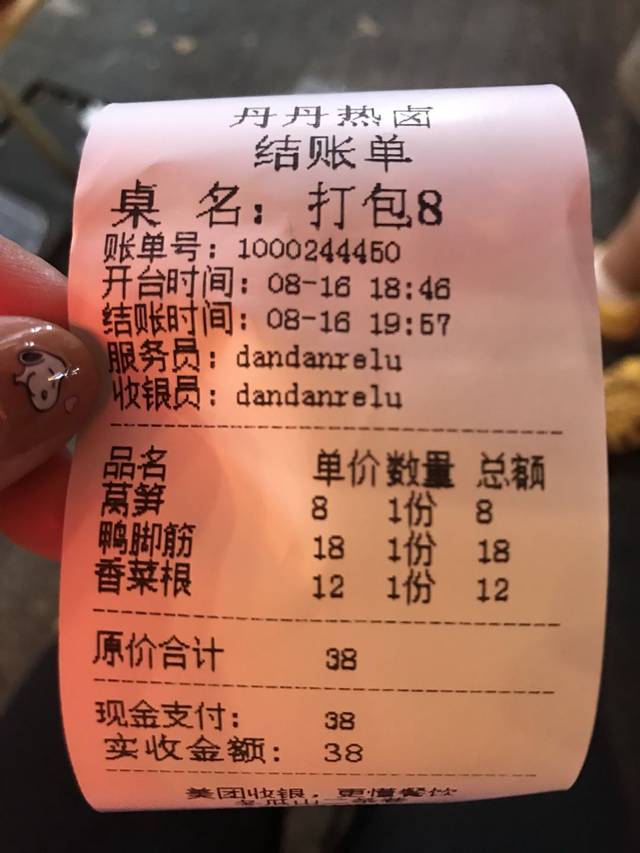 丹丹热卤
结账单
桌 名：打包8
账单号：1000244450
开台时间：08-16 18:46
结账时间：08-16 19:57
服务员：dandanrelu
收银员：dandanrelu
品名 单价 数量 总额
莴笋 8 1份 8
鸭脚筋 18 1份 18
香菜根 12 1份 12
原价合计 38
现金支付： 38
实收金额： 38
美团收银，更懂餐饮